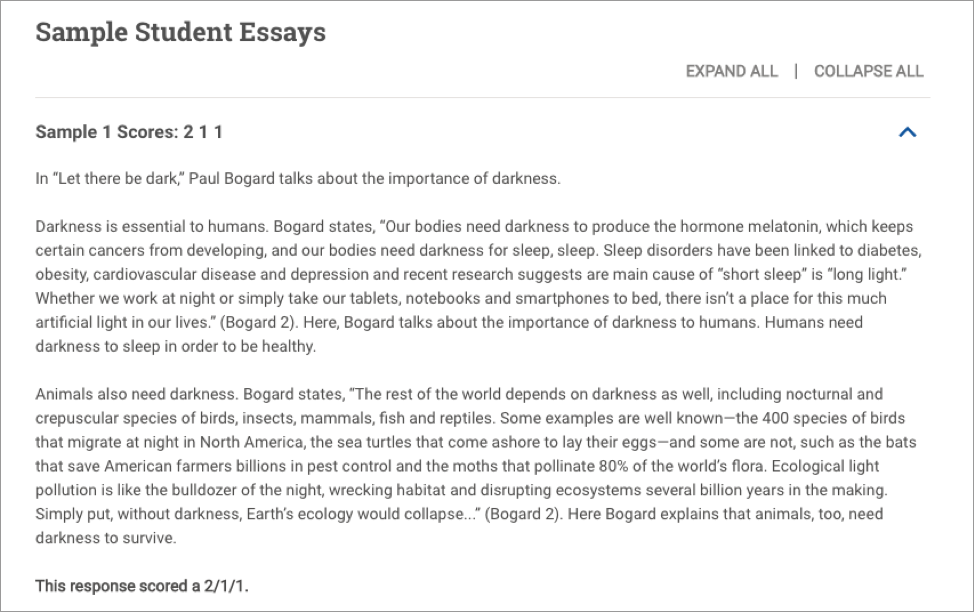 Sample Student Essays
EXPAND ALL | COLLAPSE ALL
Sample 1 Scores: 2 1 1
In “Let there be dark,” Paul Bogard talks about the importance of darkness.
Darkness is essential to humans. Bogard states, “Our bodies need darkness to produce the hormone melatonin, which keeps
certain cancers from developing, and our bodies need darkness for sleep, sleep. Sleep disorders have been linked to diabetes,
obesity, cardiovascular disease and depression and recent research suggests are main cause of “short sleep” is “long light.”
Whether we work at night or simply take our tablets, notebooks and smartphones to bed, there isn’t a place for this much
artificial light in our lives.” (Bogard 2). Here, Bogard talks about the importance of darkness to humans. Humans need
darkness to sleep in order to be healthy.
Animals also need darkness. Bogard states, “The rest of the world depends on darkness as well, including nocturnal and
crepuscular species of birds, insects, mammals, fish and reptiles. Some examples are well known—the 400 species of birds
that migrate at night in North America, the sea turtles that come ashore to lay their eggs—and some are not, such as the bats
that save American farmers billions in pest control and the moths that pollinate 80% of the world’s flora. Ecological light
pollution is like the bulldozer of the night, wrecking habitat and disrupting ecosystems several billion years in the making.
Simply put, without darkness, Earth’s ecology would collapse...” (Bogard 2). Here Bogard explains that animals, too, need
darkness to survive.
This response scored a 2/1/1.